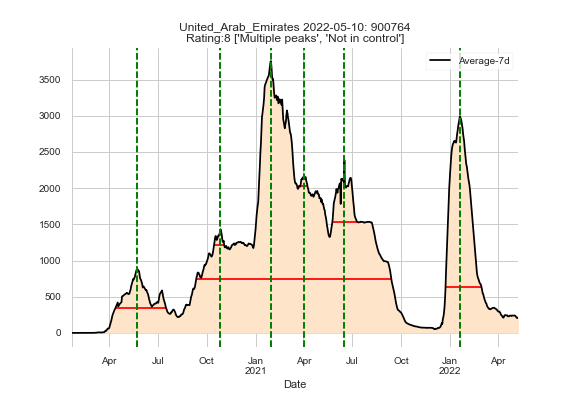 United_Arab_Emirates 2022-05-10: 900764
Rating:8 ['Multiple peaks', 'Not in control']
Average-7d
3500
3000
2500
2000
1500
1000
500
0
Apr Jul Oct Jan Apr Jul Oct Jan Apr
2021 2022
Date